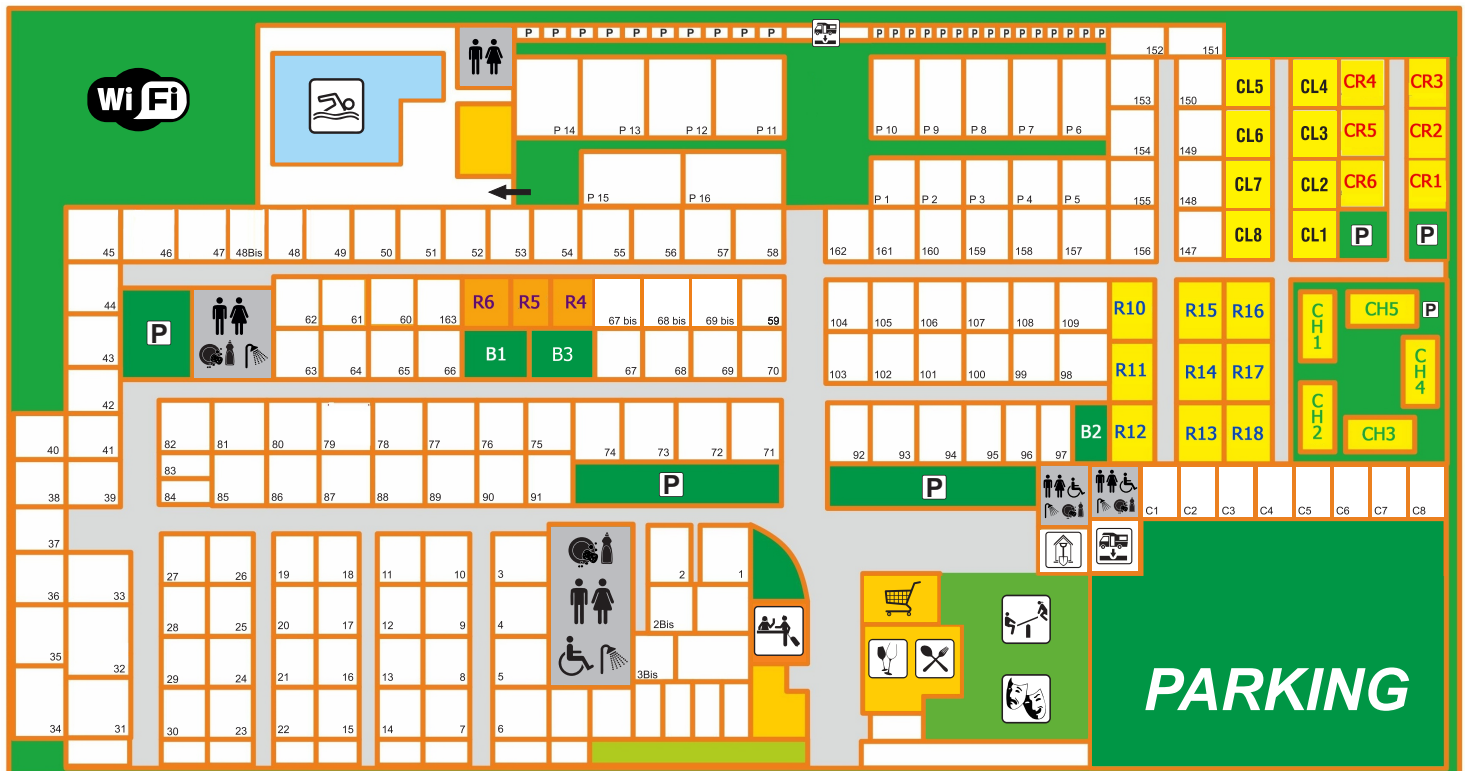 P P P P P P P P P P P P P P P P P P P P P P P P
152 151
WiFi
P 14 P 13 P 12 P 11 P 10 P 9 P 8 P 7 P 6
153 150 CL5 CL4 CR4 CR3
154 149 CL6 CL3 CR5 CR2
P 15 P 16 P 1 P 2 P 3 P 4 P 5 155 148 CL7 CL2 CR6 CR1
45 46 47 48Bis 48 49 50 51 52 53 54 55 56 57 58 162 161 160 159 158 157 156 147 CL8 CL1 P P
44 P 62 61 60 163 R6 R5 R4 67 bis 68 bis 69 bis 59 104 105 106 107 108 109 R10 R15 R16 CH1 CH5 P
43 63 64 65 66 B1 B3 67 68 69 70 103 102 101 100 99 98 R11 R14 R17 CH4
42
40 41 82 81 80 79 78 77 76 75 74 73 72 71 92 93 94 95 96 97 B2 R12 R13 R18 CH2 CH3
83
38 39 84 85 86 87 88 89 90 91 P P C1 C2 C3 C4 C5 C6 C7 C8
37
27 26 19 18 11 10 3 2 1
36 33
28 25 20 17 12 9 4 2Bis
35 32
29 24 21 16 13 8 5 3Bis
34 31 30 23 22 15 14 7 6
PARKING